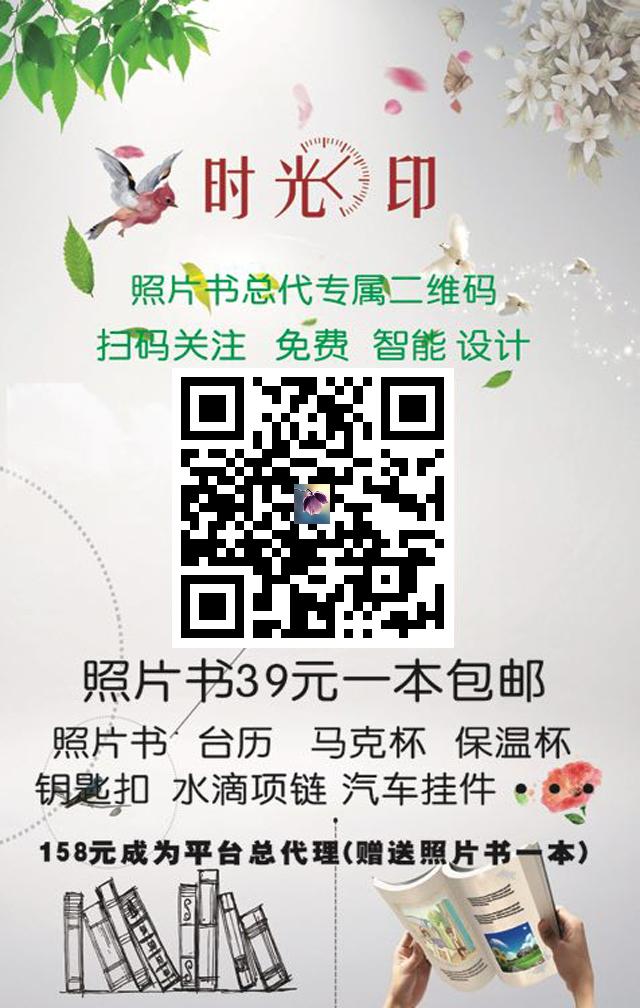 时光印
照片书总代专属二维码
扫码关注 免费 智能 设计
照片书39元一本包邮
照片书 台历 马克杯 保温杯
钥匙扣 水滴项链 汽车挂件
158元成为平台总代理(赠送照片书一本)